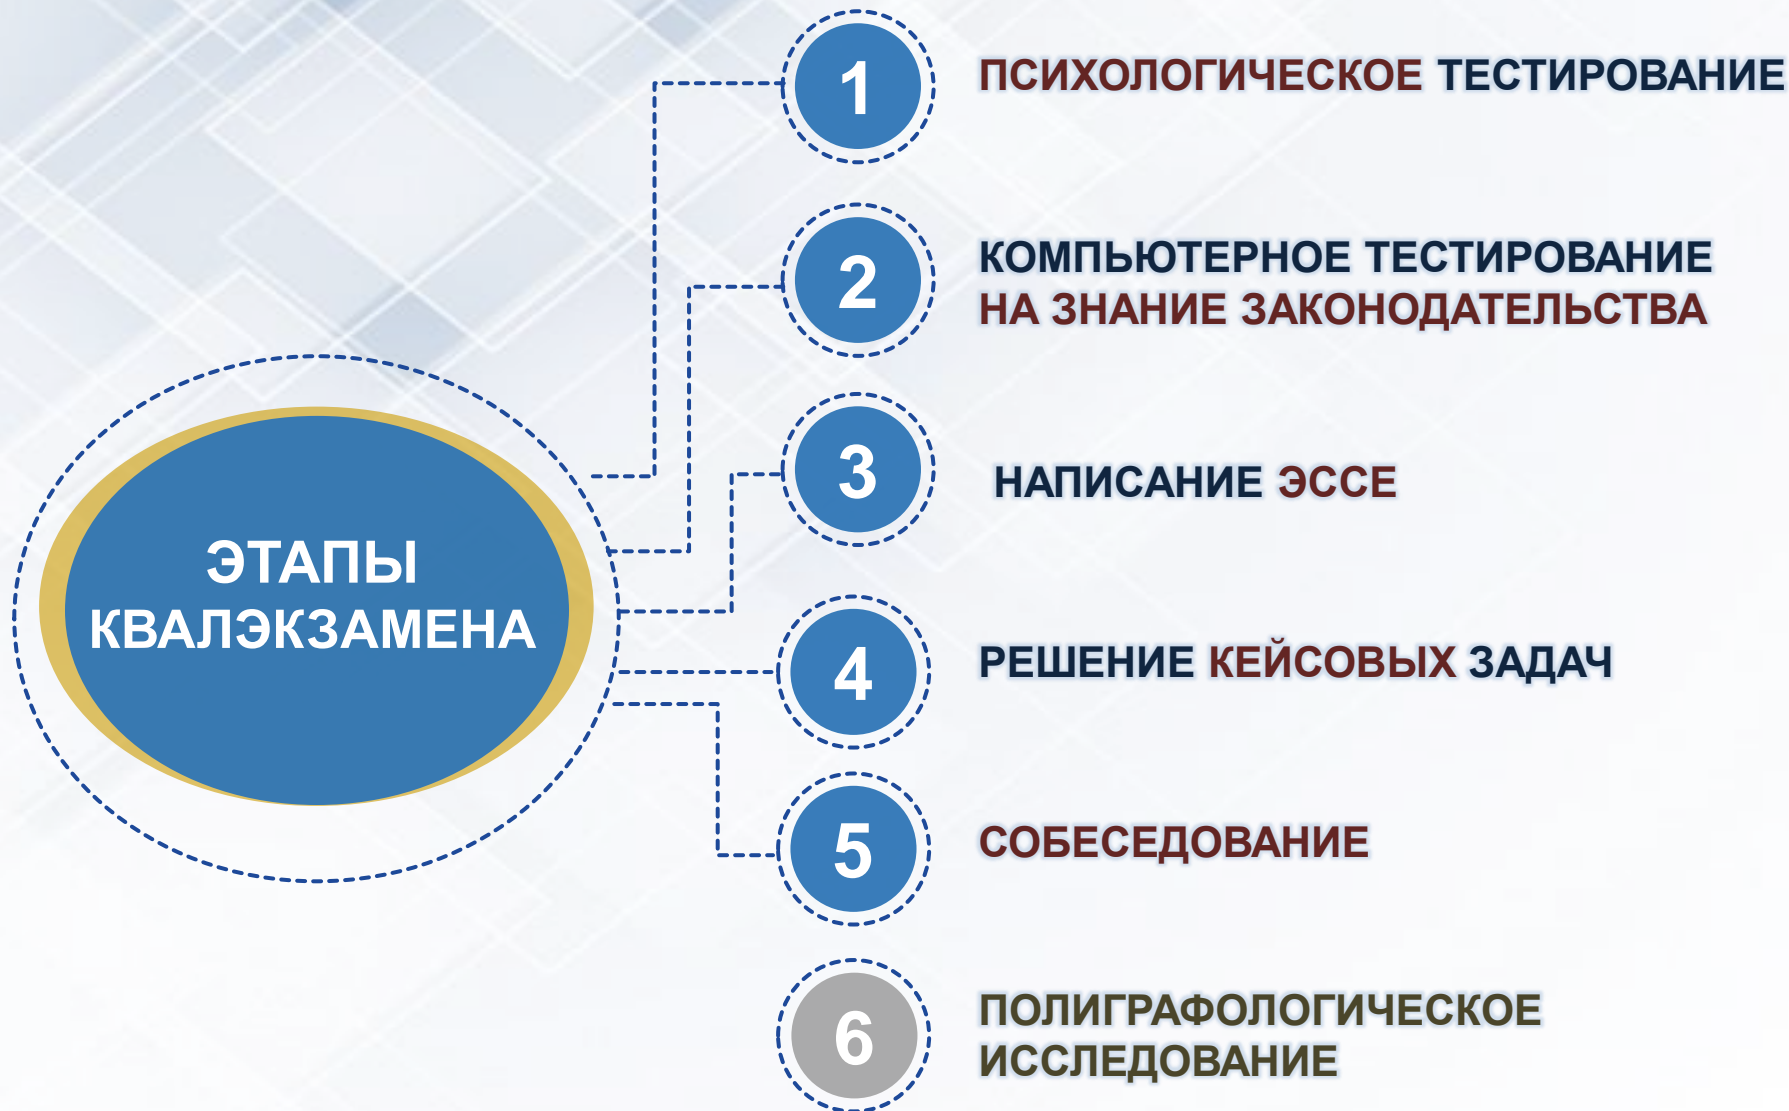 ЭТАПЫ
КВАЛЭКЗАМЕНА
1
ПСИХОЛОГИЧЕСКОЕ ТЕСТИРОВАНИЕ
2
КОМПЬЮТЕРНОЕ ТЕСТИРОВАНИЕ
НА ЗНАНИЕ ЗАКОНОДАТЕЛЬСТВА
3
НАПИСАНИЕ ЭССЕ
4
РЕШЕНИЕ КЕЙСОВЫХ ЗАДАЧ
5
СОБЕСЕДОВАНИЕ
6
ПОЛИГРАФОЛОГИЧЕСКОЕ
ИССЛЕДОВАНИЕ